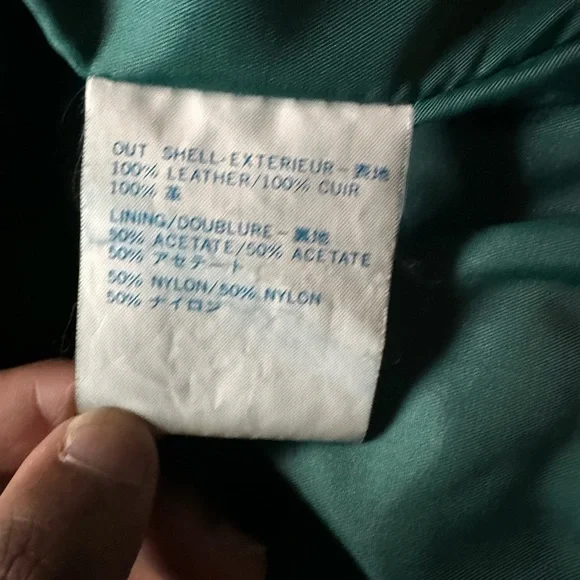 OUT SHELL-EXTERIEUR-表地
100% LEATHER/100% CUIR
100% 革
LINING/DOUBLURE-裏地
50% ACETATE/50% ACETATE
50% アセテート
50% NYLON/50% NYLON
50% ナイロン